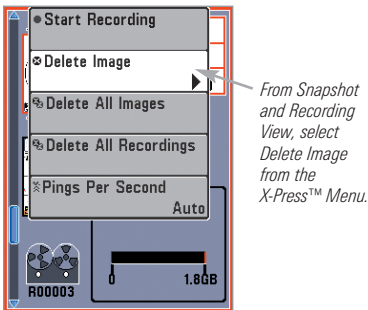 Start Recording
Delete Image
Delete All Images
Delete All Recordings
Pings Per Second
Auto
0
1.8GB
R00003
From Snapshot
and Recording
View, select
Delete Image
from the
X-Press™ Menu.